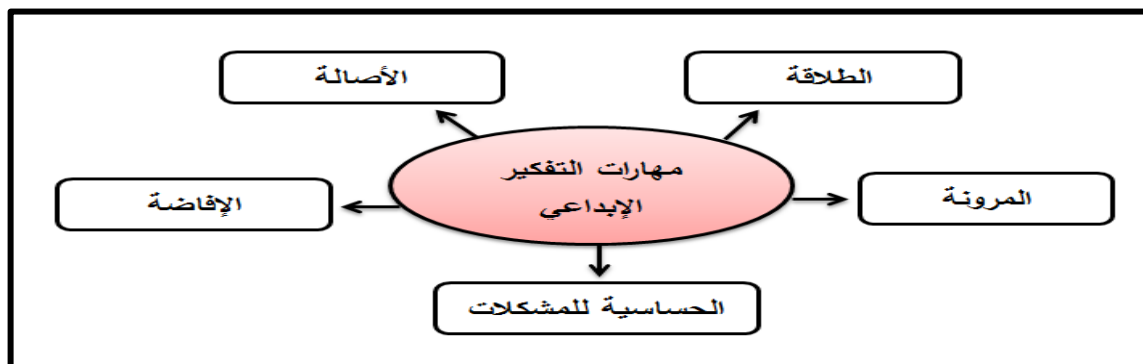 الطلاقة
الأصالة
مهارات التفكير
الإبداعي
المرونة
الإفاضة
الحساسية للمشكلات